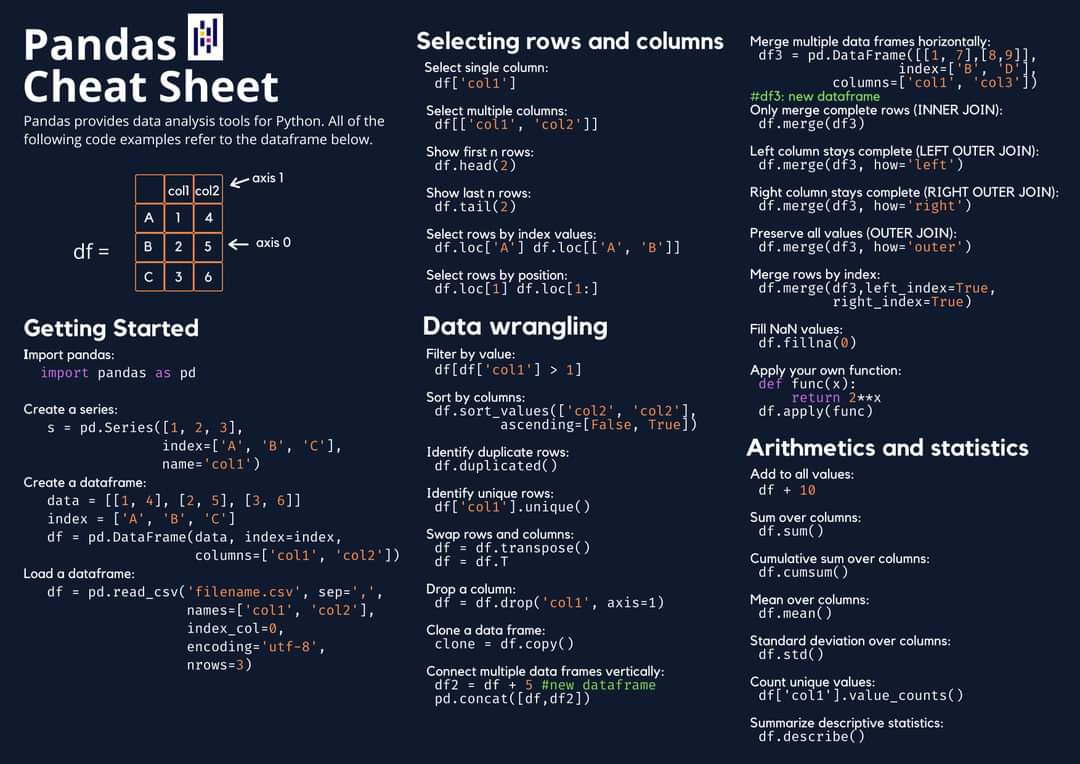 Pandas
Cheat Sheet
Pandas provides data analysis tools for Python. All of the
following code examples refer to the dataframe below.
axis 1
col1 col2
A 1 4
df =
B 2 5
axis 0
C 3 6
Getting Started
Import pandas:
import pandas as pd
Create a series:
s = pd.Series([1, 2, 3],
index=['A', 'B', 'C'],
name='col1')
Create a dataframe:
data = [[1, 4], [2, 5], [3, 6]]
index = ['A', 'B', 'C']
df = pd.DataFrame(data, index=index,
columns=['col1', 'col2'])
Load a dataframe:
df = pd.read_csv('filename.csv', sep=',',
names=['col1', 'col2'],
index_col=0,
encoding='utf-8',
nrows=3)
Selecting rows and columns
Select single column:
df['col1']
Select multiple columns:
df[['col1', 'col2']]
Show first n rows:
df.head(2)
Show last n rows:
df.tail(2)
Select rows by index values:
df.loc['A'] df.loc[['A', 'B']]
Select rows by position:
df.loc[1] df.loc[1:]
Data wrangling
Filter by value:
df[df['col1'] > 1]
Sort by columns:
df.sort_values(['col2', 'col2'],
ascending=[False, True])
Identify duplicate rows:
df.duplicated()
Identify unique rows:
df['col1'].unique()
Swap rows and columns:
df = df.transpose()
df = df.T
Drop a column:
df = df.drop('col1', axis=1)
Clone a data frame:
clone = df.copy()
Connect multiple data frames vertically:
df2 = df + 5 #new dataframe
pd.concat([df,df2])
Merge multiple data frames horizontally:
df3 = pd.DataFrame([[1, 7],[8,9]],
index=['B', 'D'],
columns=['col1', 'col3'])
#df3: new dataframe
Only merge complete rows (INNER JOIN):
df.merge(df3)
Left column stays complete (LEFT OUTER JOIN):
df.merge(df3, how='left')
Right column stays complete (RIGHT OUTER JOIN):
df.merge(df3, how='right')
Preserve all values (OUTER JOIN):
df.merge(df3, how='outer')
Merge rows by index:
df.merge(df3,left_index=True,
right_index=True)
Fill NaN values:
df.fillna(0)
Apply your own function:
def func(x):
return 2**x
df.apply(func)
Arithmetics and statistics
Add to all values:
df + 10
Sum over columns:
df.sum()
Cumulative sum over columns:
df.cumsum()
Mean over columns:
df.mean()
Standard deviation over columns:
df.std()
Count unique values:
df['col1'].value_counts()
Summarize descriptive statistics:
df.describe()